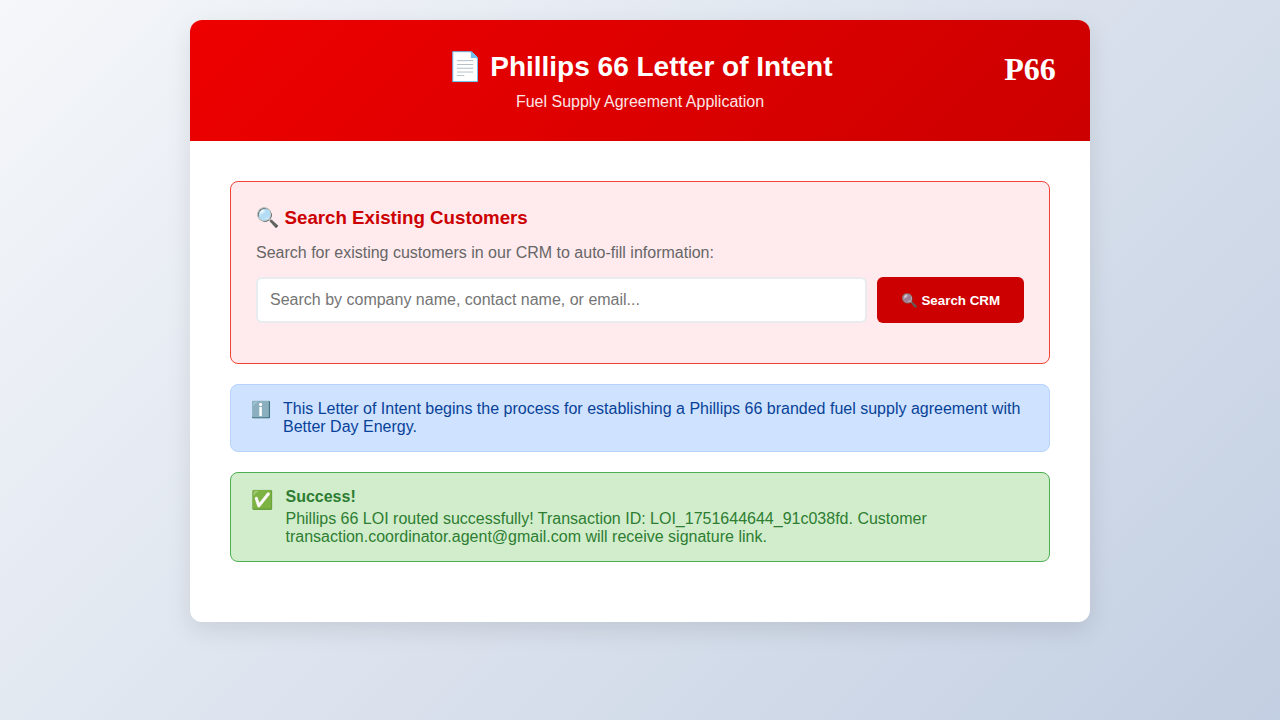 📄 Phillips 66 Letter of Intent
P66
Fuel Supply Agreement Application
🔍 Search Existing Customers
Search for existing customers in our CRM to auto-fill information:
Search by company name, contact name, or email...
🔍 Search CRM
ℹ️ This Letter of Intent begins the process for establishing a Phillips 66 branded fuel supply agreement with
Better Day Energy.
✅ Success!
Phillips 66 LOI routed successfully! Transaction ID: LOI_1751644644_91c038fd. Customer
transaction.coordinator.agent@gmail.com will receive signature link.